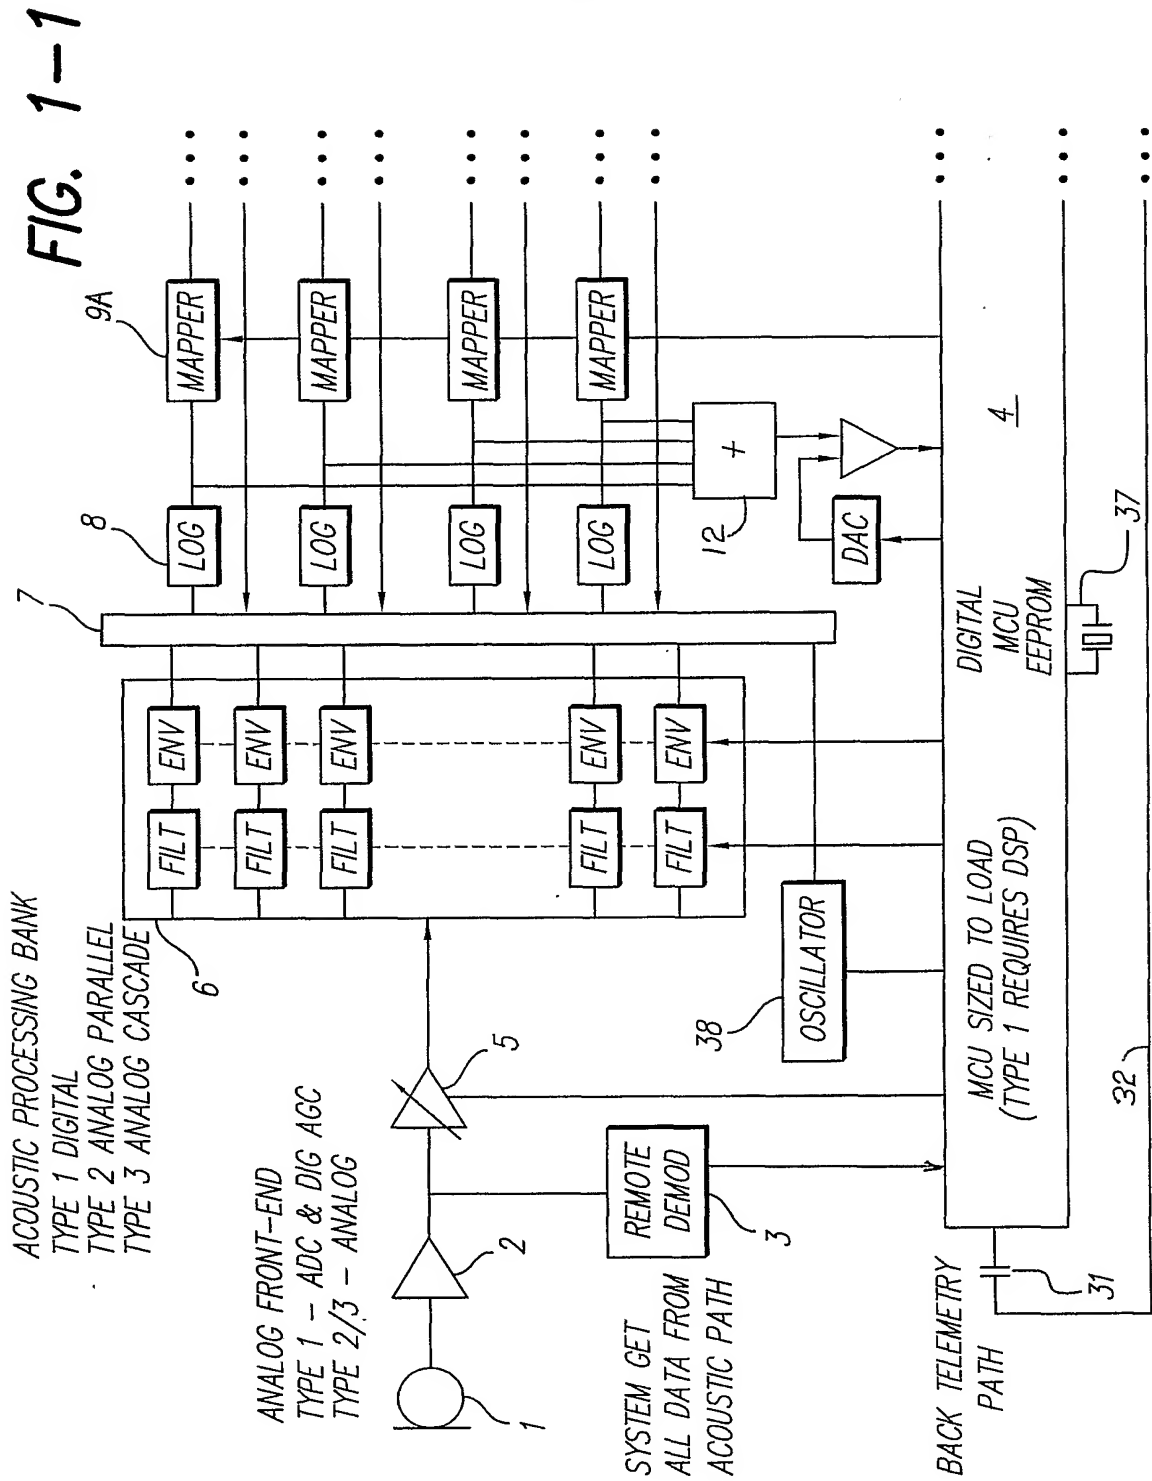 FIG. 1-1
ACOUSTIC PROCESSING BANK
TYPE 1 DIGITAL
TYPE 2 ANALOG PARALLEL
TYPE 3 ANALOG CASCADE
6
7
8
9A
FILT
ENV
LOG
MAPPER
FILT
ENV
LOG
MAPPER
FILT
ENV
LOG
MAPPER
FILT
ENV
LOG
MAPPER
FILT
ENV
ANALOG FRONT-END
TYPE 1 - ADC & DIG AGC
TYPE 2/3 - ANALOG
1
2
5
+
12
DAC
SYSTEM GET
ALL DATA FROM
ACOUSTIC PATH
REMOTE
DEMOD
3
OSCILLATOR
38
MCU SIZED TO LOAD
(TYPE 1 REQUIRES DSP)
DIGITAL
MCU
EEPROM
4
BACK TELEMETRY
PATH
31
32
37